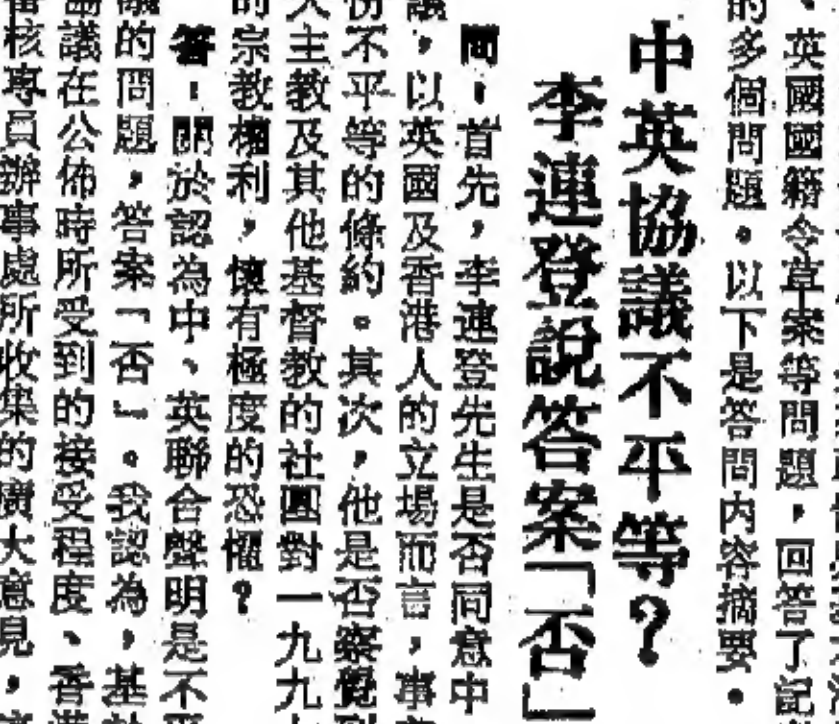 、英國國籍令草案等問題，回答了記
的多個問題。以下是答問內容摘要。
中英協議不平等？
李連登說答案「否」
問：首先，李連登先生是否同意中
議，以英國及香港人的立場而言，事
份不平等的條約。其次，他是否察覺到
大主教及其他基督教的社團對一九九七
的宗教權利，懷有極度的恐懼？
答：關於認為中、英聯合聲明是不平
議的問題，答案「否」。我認為，基於
協議在公佈時所受到的接受程度、香港
審核專員辦事處所收集的廣大意見，